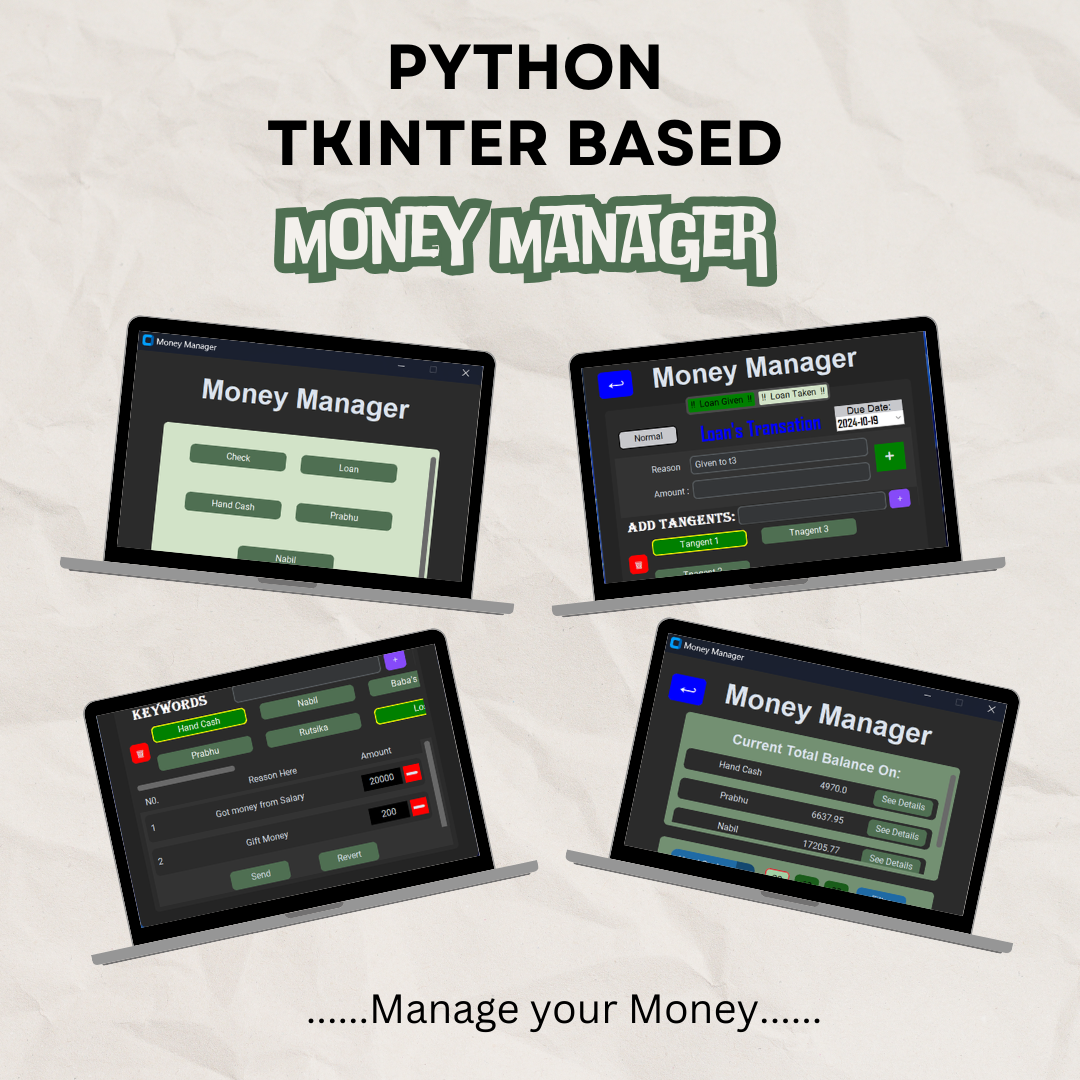 PYTHON
TKINTER BASED
MONEY MANAGER
Money Manager
Money Manager
Check
Loan
Hand Cash
Prabhu
Nabil
Money Manager
!! Loan Given !!
!! Loan Taken !!
Normal
Loan's Transation
Due Date:
2024-10-19
Reason
Given to t3
Amount :
+
ADD TANGENTS:
+
Tangent 1
Tnagent 3
Tnagent 2
+
KEYWORDS
Hand Cash
Nabil
Baba's
Prabhu
Rutsika
Lo
N0.
Reason Here
Amount
1
Got money from Salary
20000
2
Gift Money
200
Send
Revert
Money Manager
Money Manager
Current Total Balance On:
Hand Cash
4970.0
See Details
Prabhu
6637.95
See Details
Nabil
17205.77
See Details
......Manage your Money......